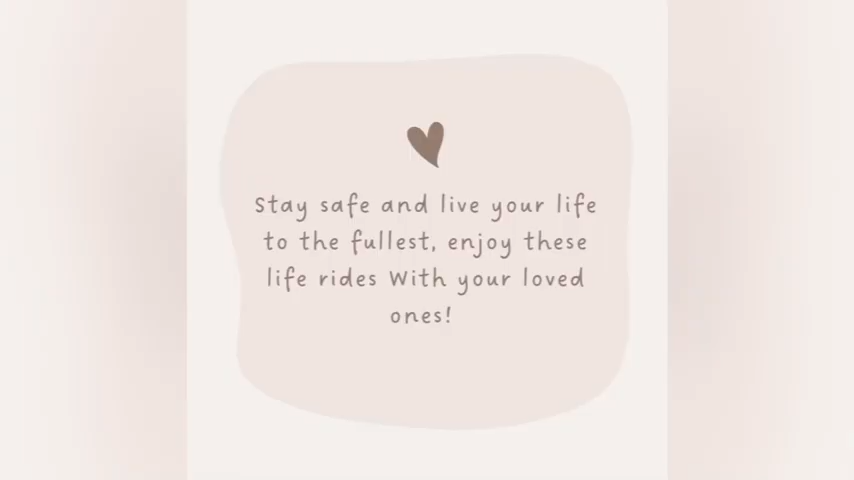 Stay safe and live your life
to the fullest, enjoy these
life rides With your loved
ones!